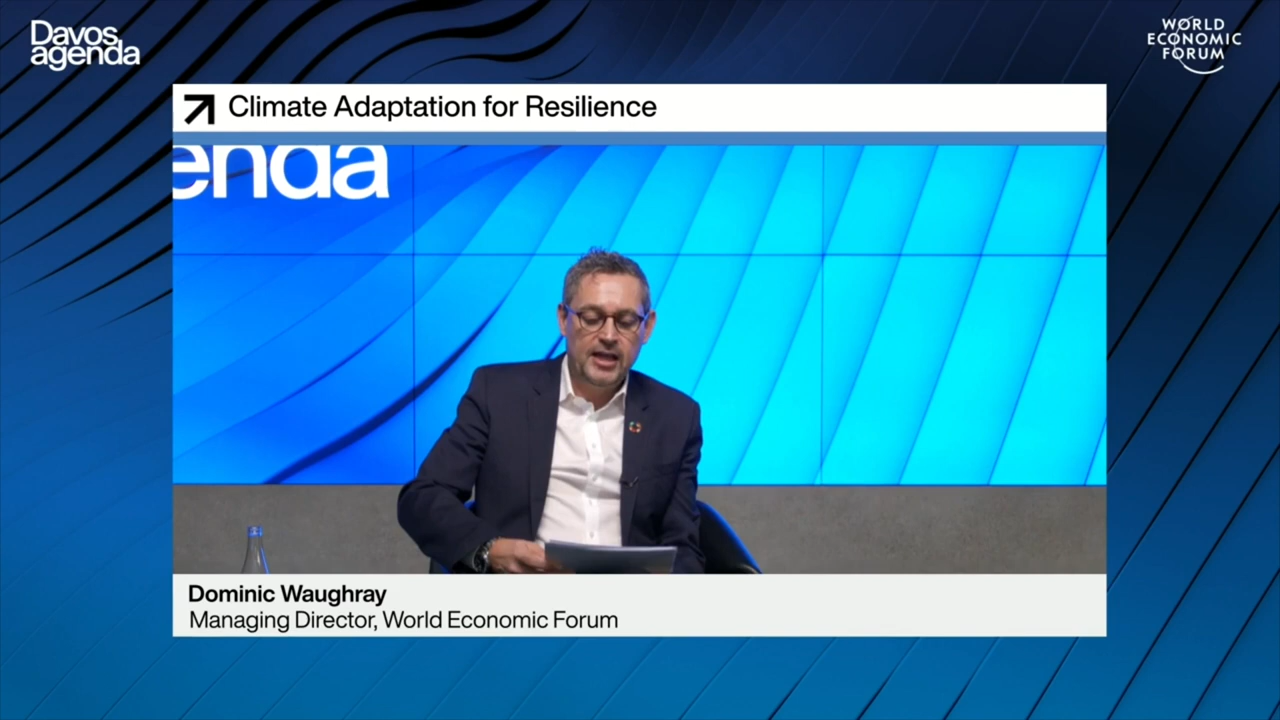 Davos
agenda
WORLD
ECONOMIC
FORUM
Climate Adaptation for Resilience
enda
Dominic Waughray
Managing Director, World Economic Forum